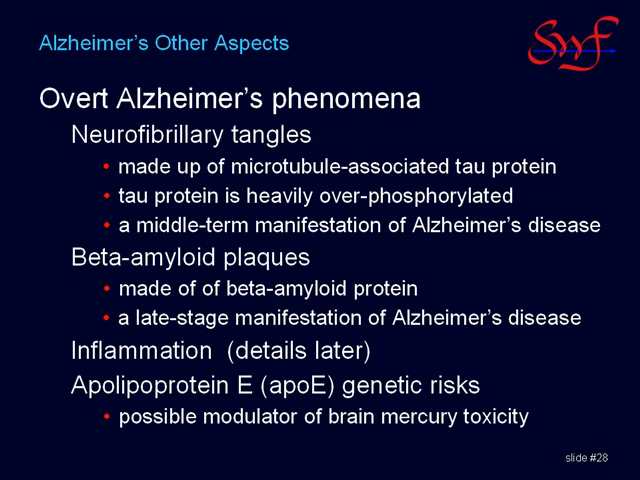 Alzheimer's Other Aspects
Swf
Overt Alzheimer's phenomena
Neurofibrillary tangles
• made up of microtubule-associated tau protein
• tau protein is heavily over-phosphorylated
• a middle-term manifestation of Alzheimer's disease
Beta-amyloid plaques
• made of of beta-amyloid protein
• a late-stage manifestation of Alzheimer's disease
Inflammation (details later)
Apolipoprotein E (apoE) genetic risks
• possible modulator of brain mercury toxicity
slide #28